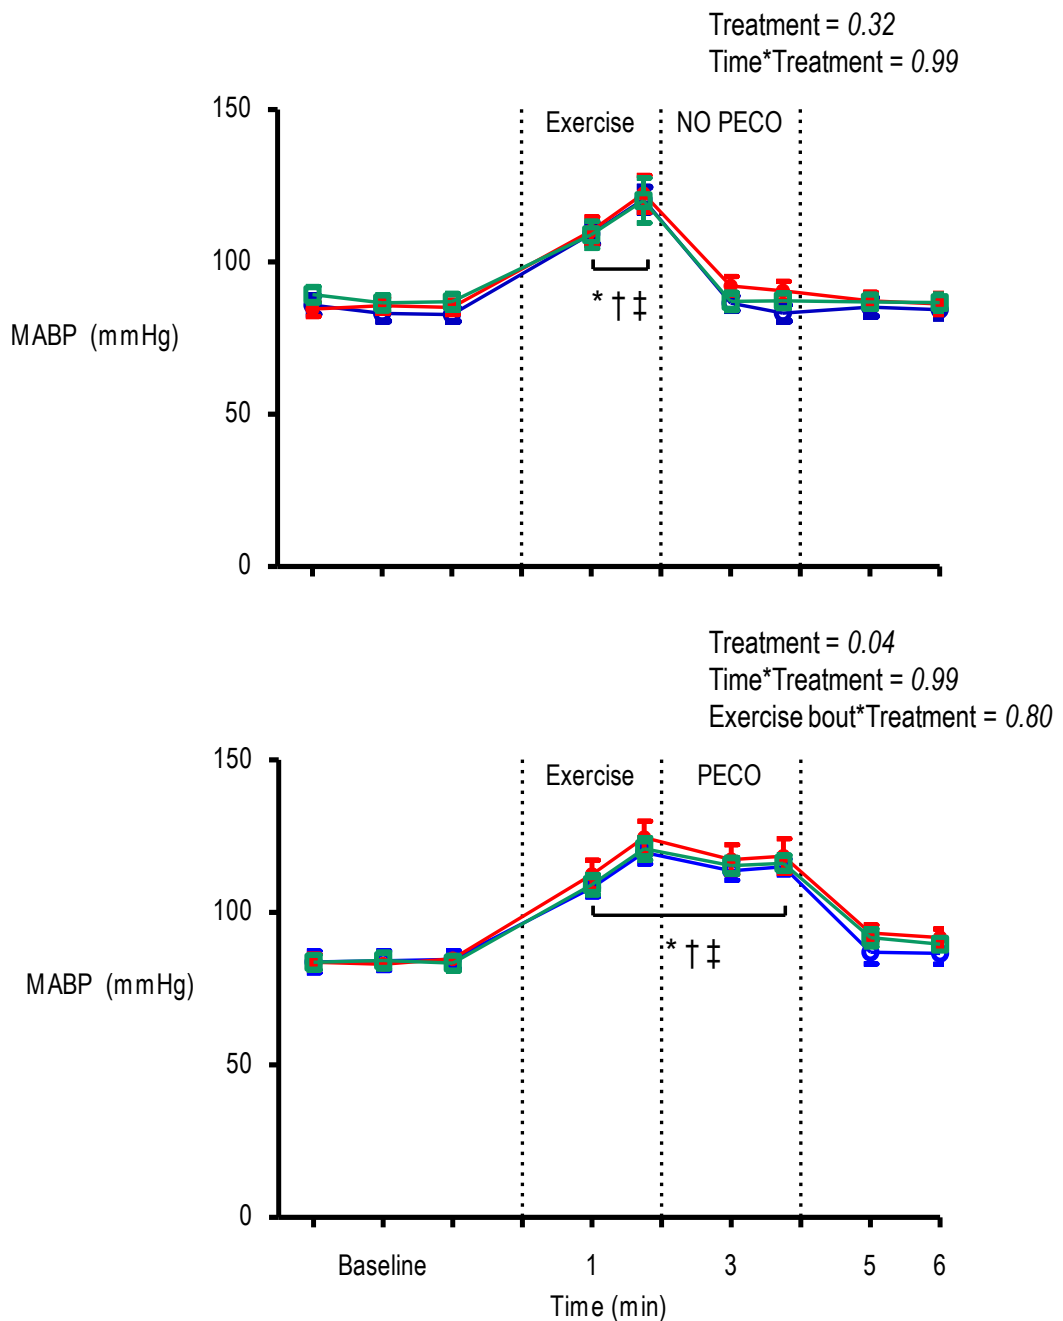 Treatment = 0.32
Time*Treatment = 0.99
150
Exercise
NO PECO
100
* † ‡
MABP (mmHg)
50
0
Treatment = 0.04
Time*Treatment = 0.99
Exercise bout*Treatment = 0.80
150
Exercise
PECO
100
* † ‡
MABP (mmHg)
50
0
Baseline 1 3 5 6
Time (min)